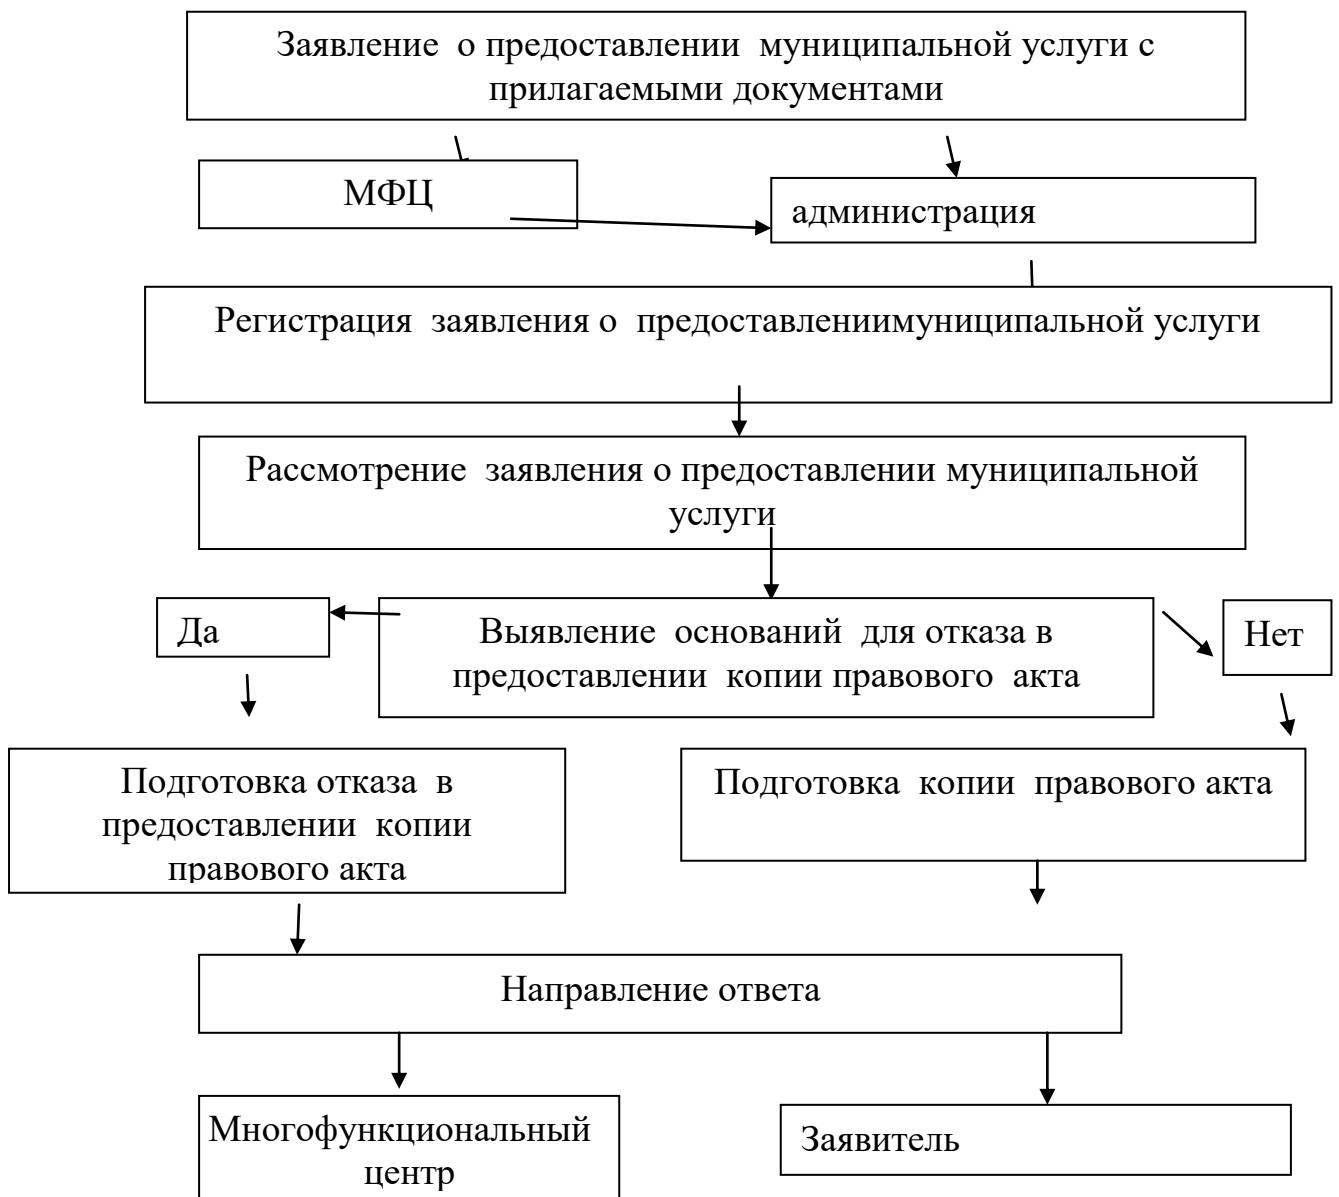 Заявление о предоставлении муниципальной услуги с
прилагаемыми документами
МФЦ
администрация
Регистрация заявления о предоставлениимуниципальной услуги
Рассмотрение заявления о предоставлении муниципальной
услуги
Да
Выявление оснований для отказа в
предоставлении копии правового акта
Нет
Подготовка отказа в
предоставлении копии
правового акта
Подготовка копии правового акта
Направление ответа
Многофункциональный
центр
Заявитель